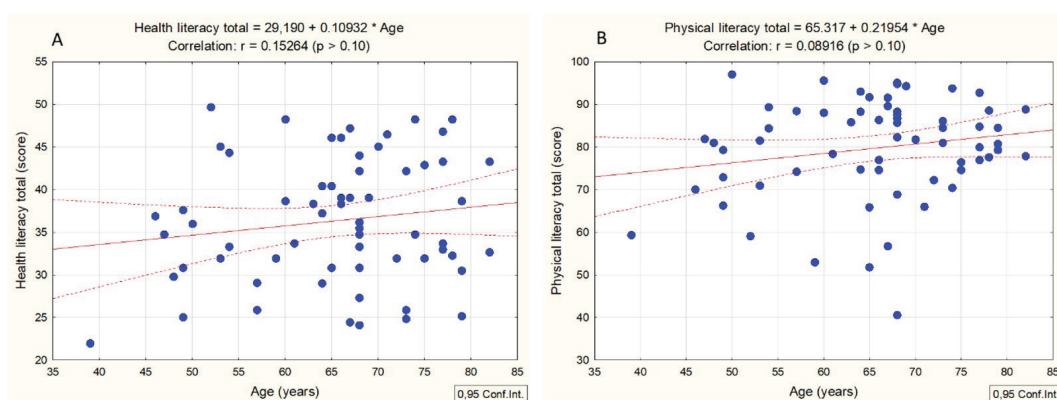 A
Health literacy total = 29,190 + 0.10932 * Age
Correlation: r = 0.15264 (p > 0.10)
Health literacy total (score)
55
50
45
40
35
30
25
20
35 40 45 50 55 60 65 70 75 80 85
Age (years)
0,95 Conf.Int.
B
Physical literacy total = 65.317 + 0.21954 * Age
Correlation: r = 0.08916 (p > 0.10)
Physical literacy total (score)
100
90
80
70
60
50
40
30
35 40 45 50 55 60 65 70 75 80 85
Age (years)
0,95 Conf.Int.